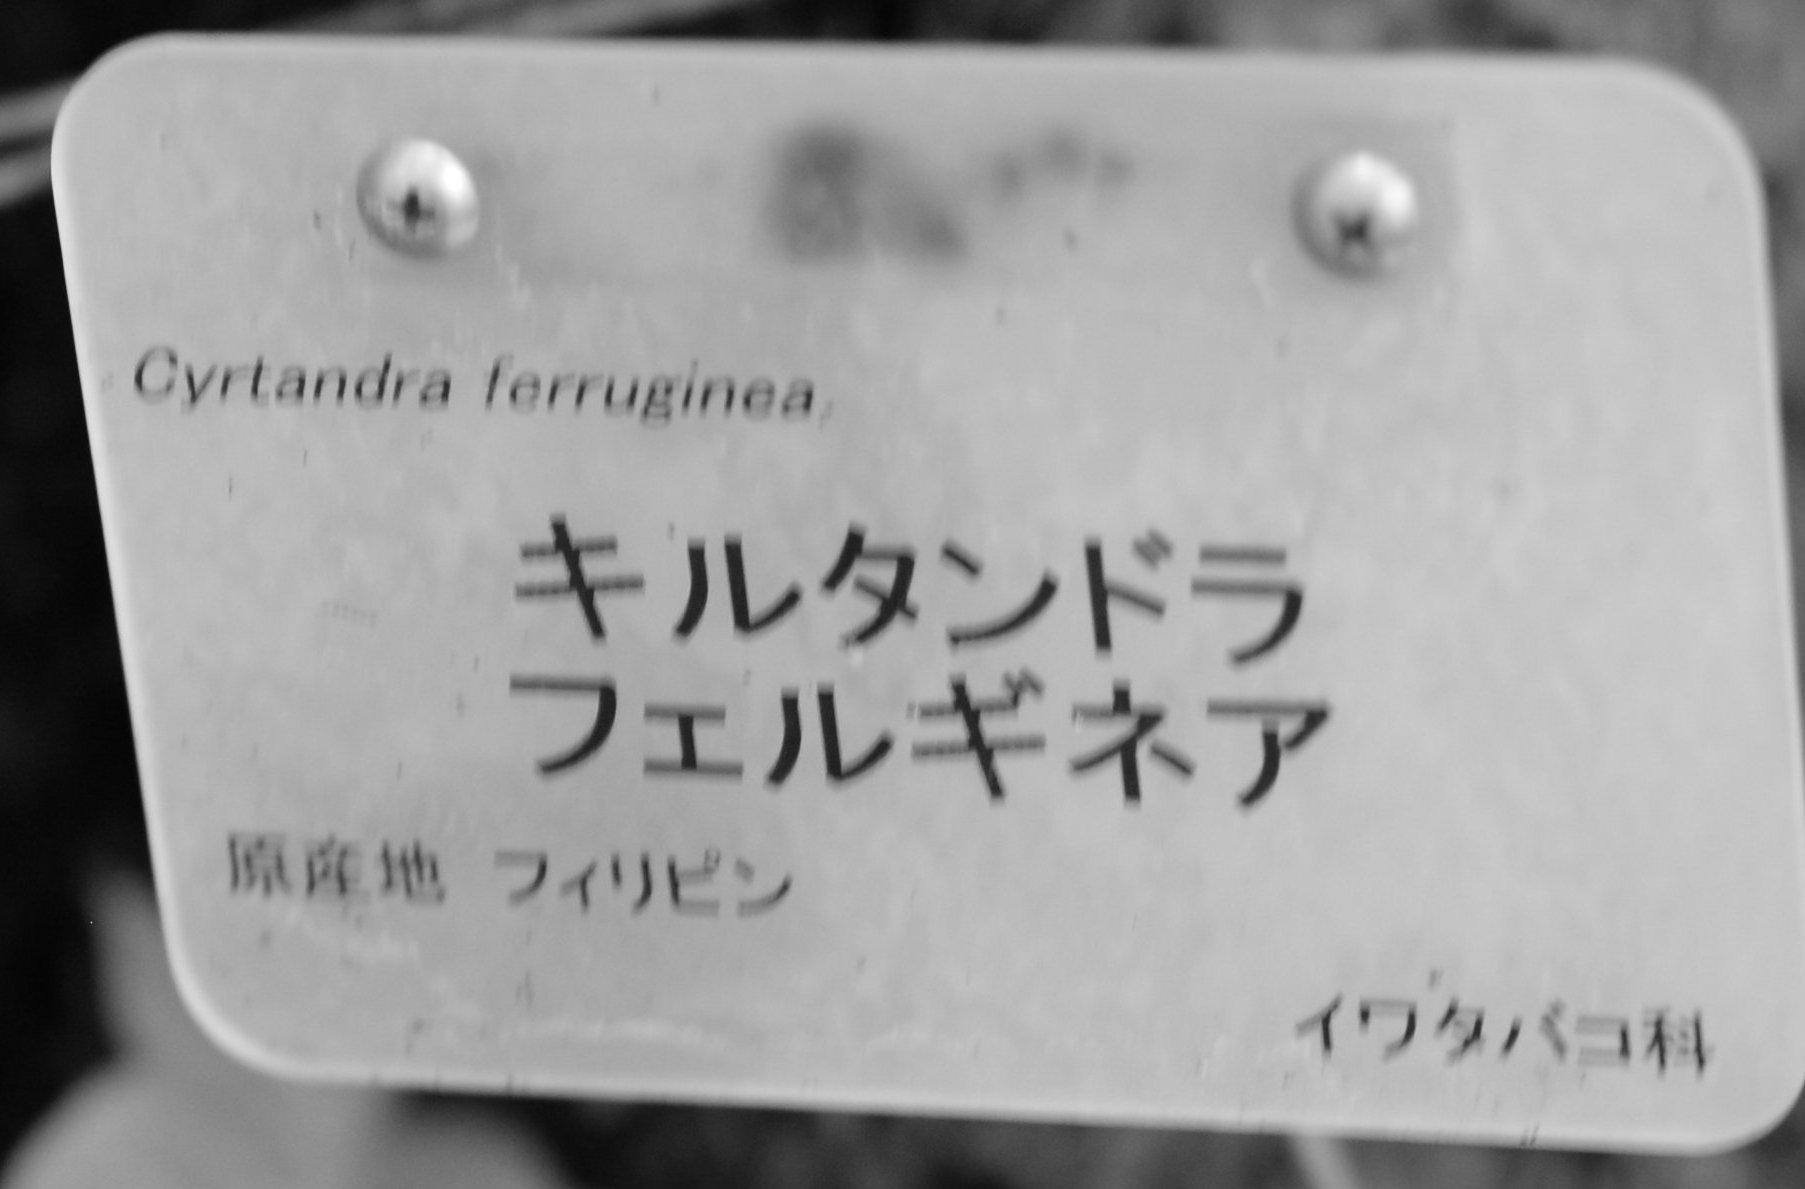 Cyrtandra ferruginea
キルタンドラ
フェルギネア
原産地 フィリピン
イワタバコ科